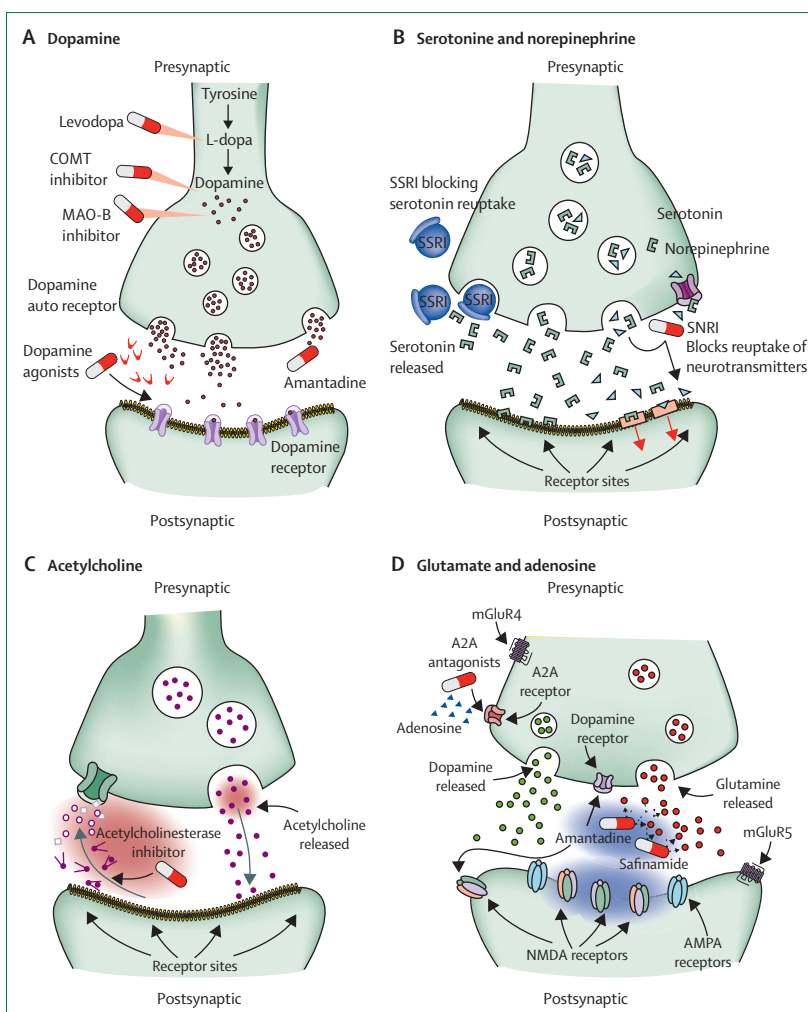 A Dopamine
Presynaptic
Tyrosine
Levodopa
L-dopa
COMT
inhibitor
Dopamine
MAO-B
inhibitor
Dopamine
auto receptor
Dopamine
agonists
Amantadine
Dopamine
receptor
Postsynaptic
B Serotonine and norepinephrine
Presynaptic
SSRI blocking
serotonin reuptake
SSRI
SSRI
SSRI
Serotonin
Norepinephrine
SNRI
Blocks reuptake of
neurotransmitters
Serotonin
released
Receptor sites
Postsynaptic
C Acetylcholine
Presynaptic
Acetylcholinesterase
inhibitor
Acetylcholine
released
Receptor sites
Postsynaptic
D Glutamate and adenosine
Presynaptic
mGluR4
A2A
antagonists
A2A
receptor
Adenosine
Dopamine
receptor
Dopamine
released
Glutamine
released
Amantadine
Safinamide
mGluR5
NMDA receptors
AMPA
receptors
Postsynaptic